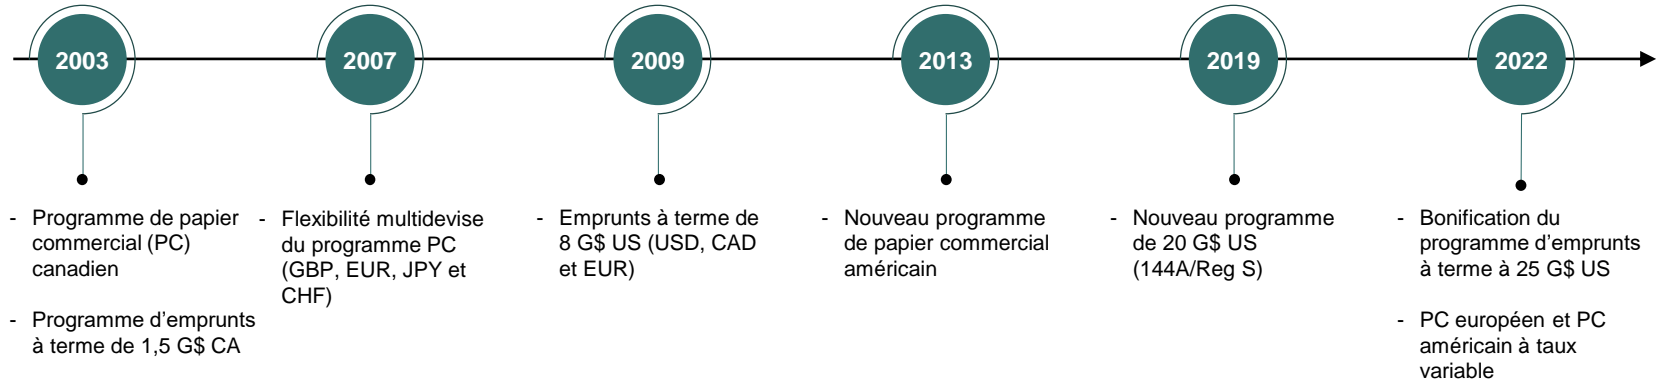 2003
2007
2009
2013
2019
2022
- Programme de papier
commercial (PC)
canadien
- Programme d’emprunts
à terme de 1,5 G$ CA
- Flexibilité multidevise
du programme PC
(GBP, EUR, JPY et
CHF)
- Emprunts à terme de
8 G$ US (USD, CAD
et EUR)
- Nouveau programme
de papier commercial
américain
- Nouveau programme
de 20 G$ US
(144A/Reg S)
- Bonification du
programme d’emprunts
à terme à 25 G$ US
- PC européen et PC
américain à taux
variable